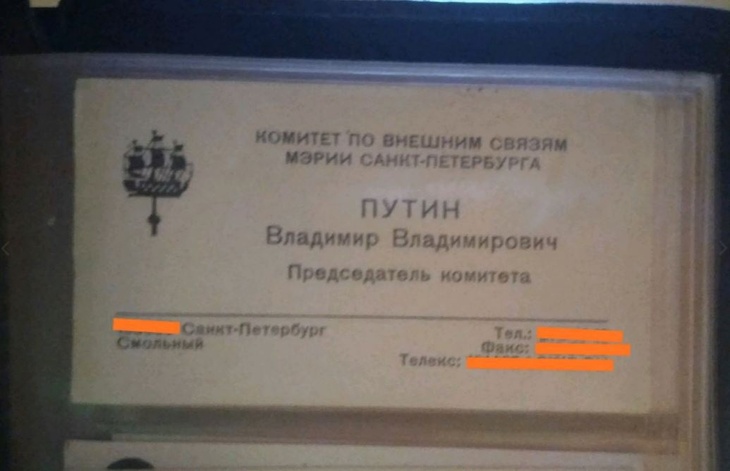 КОМИТЕТ ПО ВНЕШНИМ СВЯЗЯМ
МЭРИИ САНКТ-ПЕТЕРБУРГА
ПУТИН
Владимир Владимирович
Председатель комитета
Санкт-Петербург
Смольный
Тел.:
Факс:
Телекс: